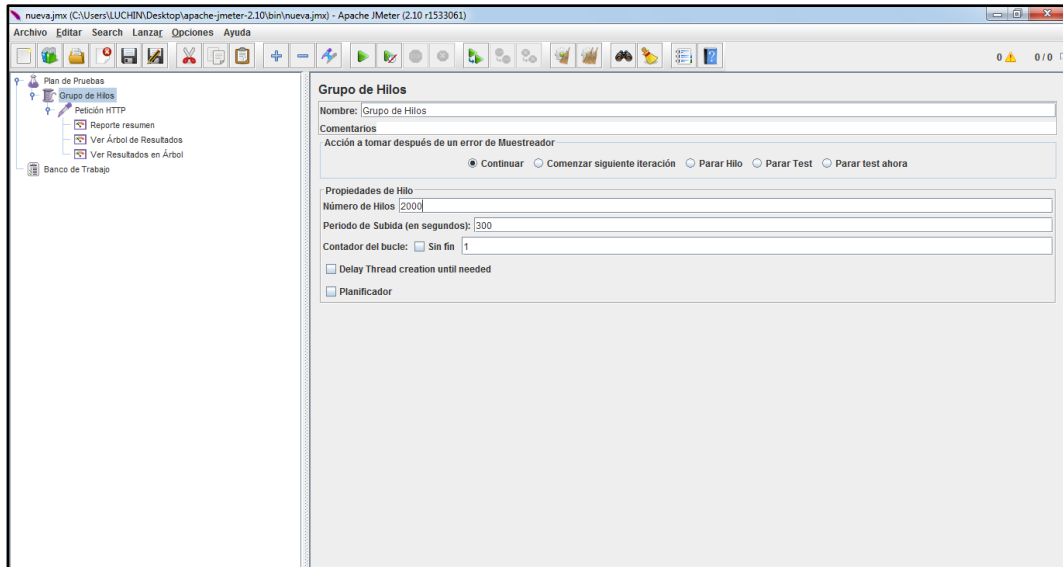 nueva.jmx (C:\Users\LUCHIN\Desktop\apache-jmeter-2.10\bin\nueva.jmx) - Apache JMeter (2.10 r1533061)
Archivo Editar Search Lanzar Opciones Ayuda
0 0 / 0
Plan de Pruebas
Grupo de Hilos
Petición HTTP
Reporte resumen
Ver Árbol de Resultados
Ver Resultados en Árbol
Banco de Trabajo
Grupo de Hilos
Nombre: Grupo de Hilos
Comentarios
Acción a tomar después de un error de Muestreador
Continuar Comenzar siguiente iteración Parar Hilo Parar Test Parar test ahora
Propiedades de Hilo
Número de Hilos 2000
Periodo de Subida (en segundos): 300
Contador del bucle: Sin fin 1
Delay Thread creation until needed
Planificador